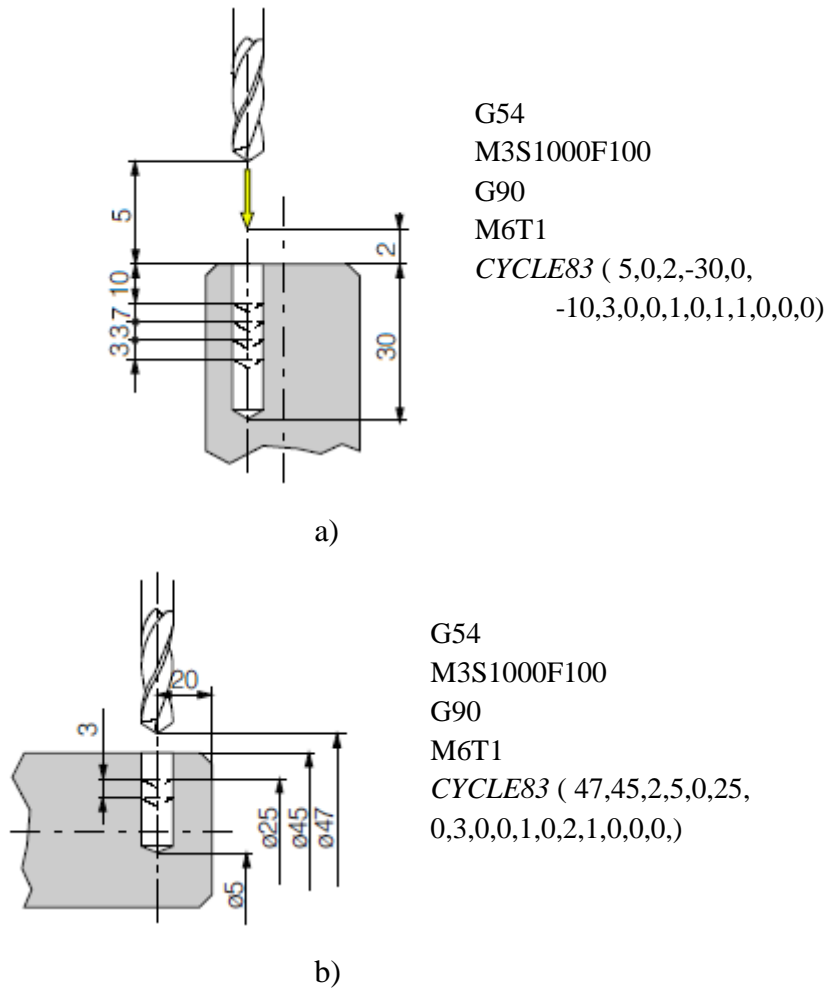 5
2
10
3,7
3
30
G54
M3S1000F100
G90
M6T1
CYCLE83 ( 5,0,2,-30,0,
-10,3,0,0,1,0,1,1,0,0,0)
a)
20
3
ø25
ø45
ø47
ø5
G54
M3S1000F100
G90
M6T1
CYCLE83 ( 47,45,2,5,0,25,
0,3,0,0,1,0,2,1,0,0,0,)
b)